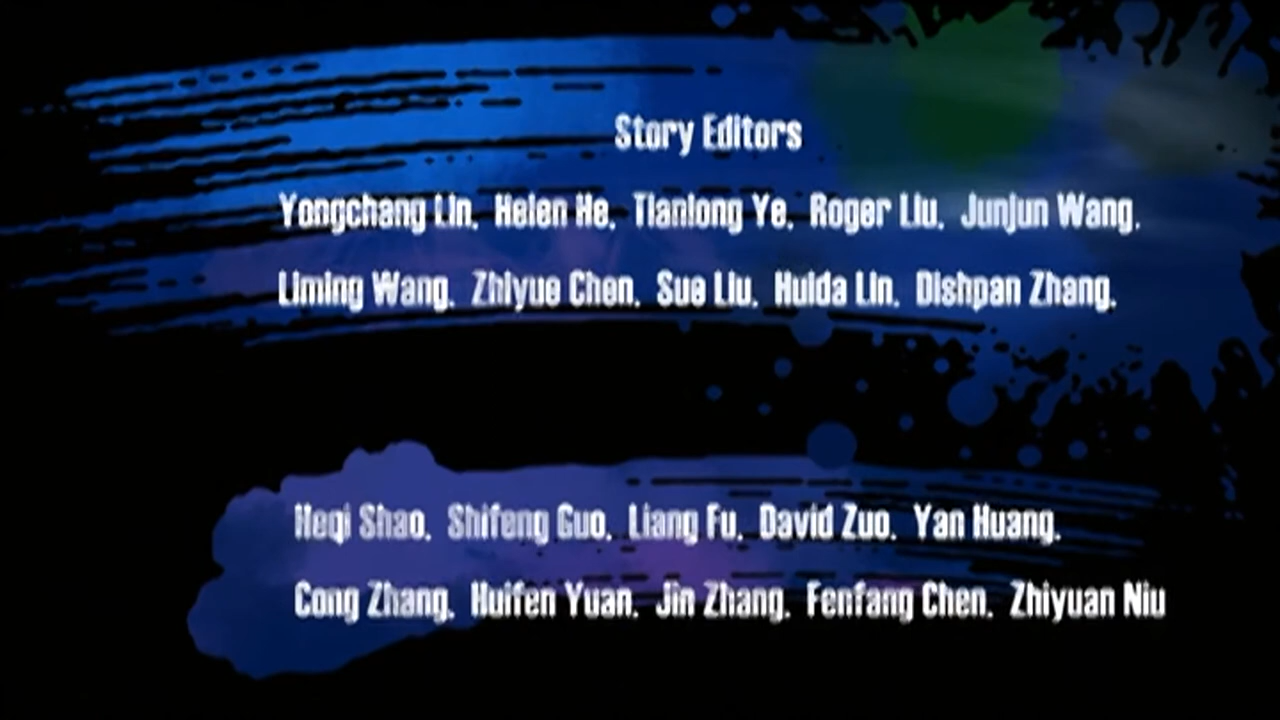 Story Editors
Yongchang Lin, Helen He, Tianlong Ye, Roger Liu, Junjun Wang,
Liming Wang, Zhiyue Chen, Sue Liu, Huida Lin, Dishpan Zhang,
Heqi Shao, Shifeng Guo, Liang Fu, David Zuo, Yan Huang,
Cong Zhang, Huifen Yuan, Jin Zhang, Fenfang Chen, Zhiyuan Niu